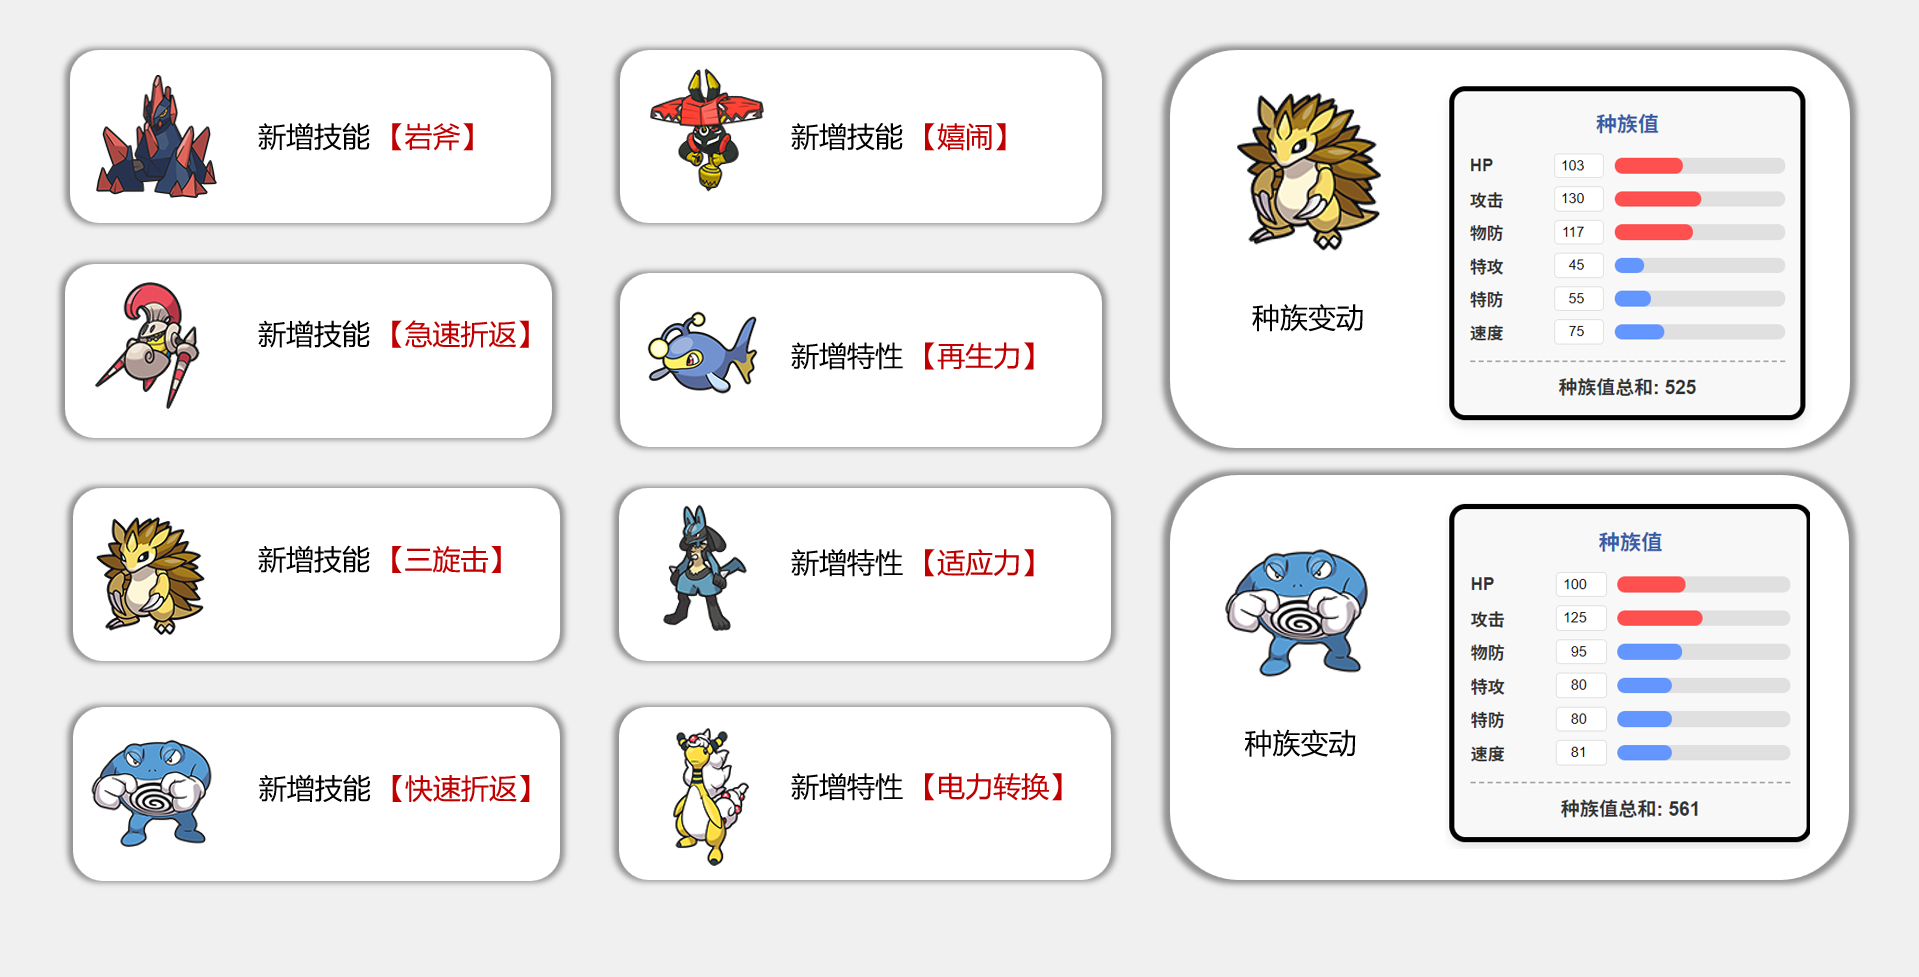 新增技能【岩斧】
新增技能【嬉闹】
新增技能【急速折返】
新增特性【再生力】
新增技能【三旋击】
新增特性【适应力】
新增技能【快速折返】
新增特性【电力转换】
种族变动
种族值
HP 103
攻击 130
物防 117
特攻 45
特防 55
速度 75
种族值总和: 525
种族变动
种族值
HP 100
攻击 125
物防 95
特攻 80
特防 80
速度 81
种族值总和: 561